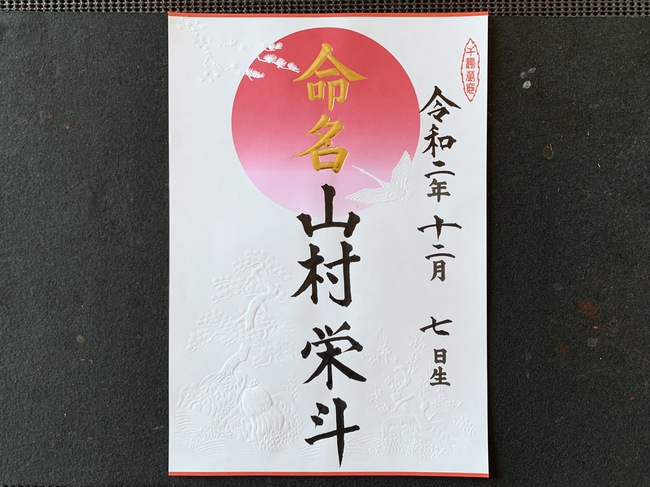 令和二年 十二月 七日生
命名 山村 栄斗